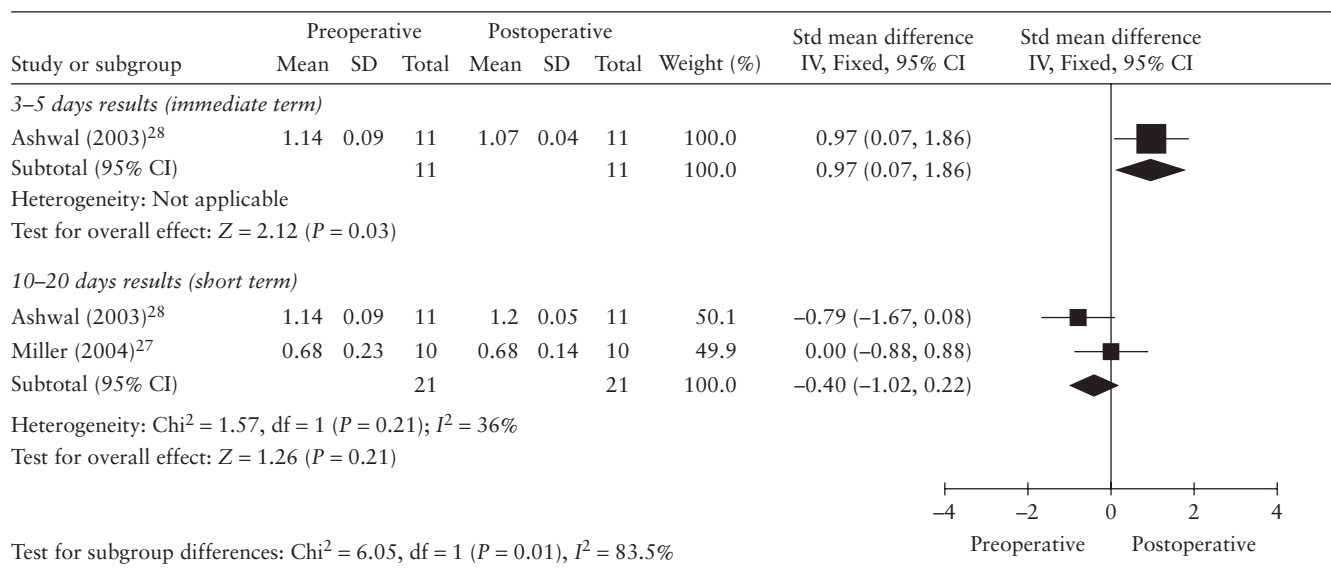 Preoperative Postoperative Std mean difference Std mean difference
Study or subgroup Mean SD Total Mean SD Total Weight (%) IV, Fixed, 95% CI IV, Fixed, 95% CI
3–5 days results (immediate term)
Ashwal (2003)28 1.14 0.09 11 1.07 0.04 11 100.0 0.97 (0.07, 1.86)
Subtotal (95% CI) 11 11 100.0 0.97 (0.07, 1.86)
Heterogeneity: Not applicable
Test for overall effect: Z = 2.12 (P = 0.03)
10–20 days results (short term)
Ashwal (2003)28 1.14 0.09 11 1.2 0.05 11 50.1 –0.79 (–1.67, 0.08)
Miller (2004)27 0.68 0.23 10 0.68 0.14 10 49.9 0.00 (–0.88, 0.88)
Subtotal (95% CI) 21 21 100.0 –0.40 (–1.02, 0.22)
Heterogeneity: Chi2 = 1.57, df = 1 (P = 0.21); I2 = 36%
Test for overall effect: Z = 1.26 (P = 0.21)
–4 –2 0 2 4
Preoperative Postoperative
Test for subgroup differences: Chi2 = 6.05, df = 1 (P = 0.01), I2 = 83.5%